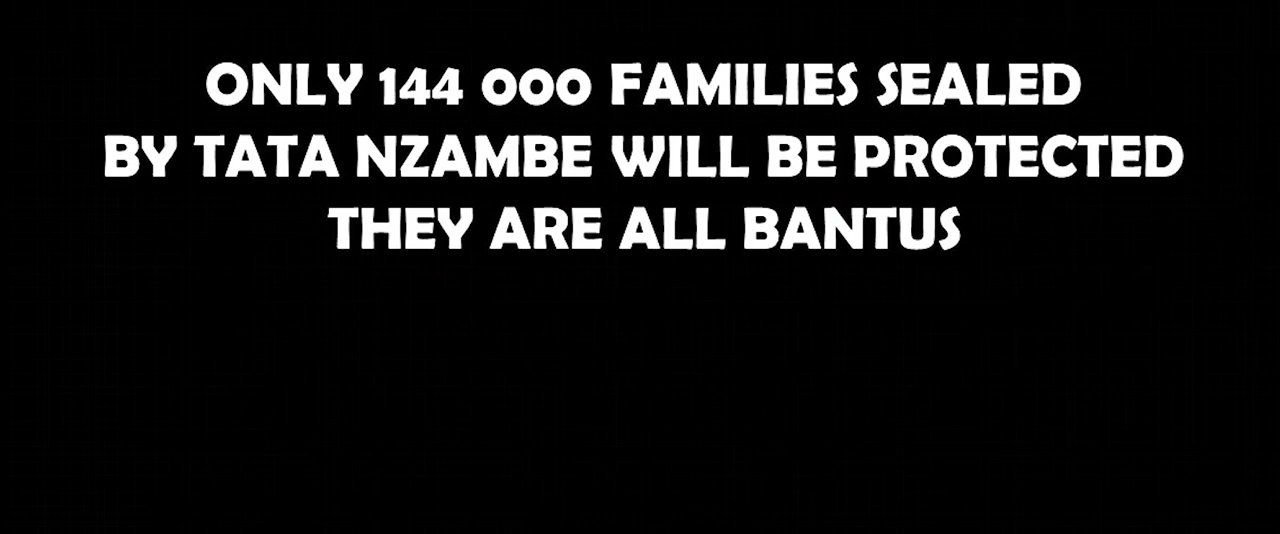 ONLY 144 000 FAMILIES SEALED
BY TATA NZAMBE WILL BE PROTECTED
THEY ARE ALL BANTUS